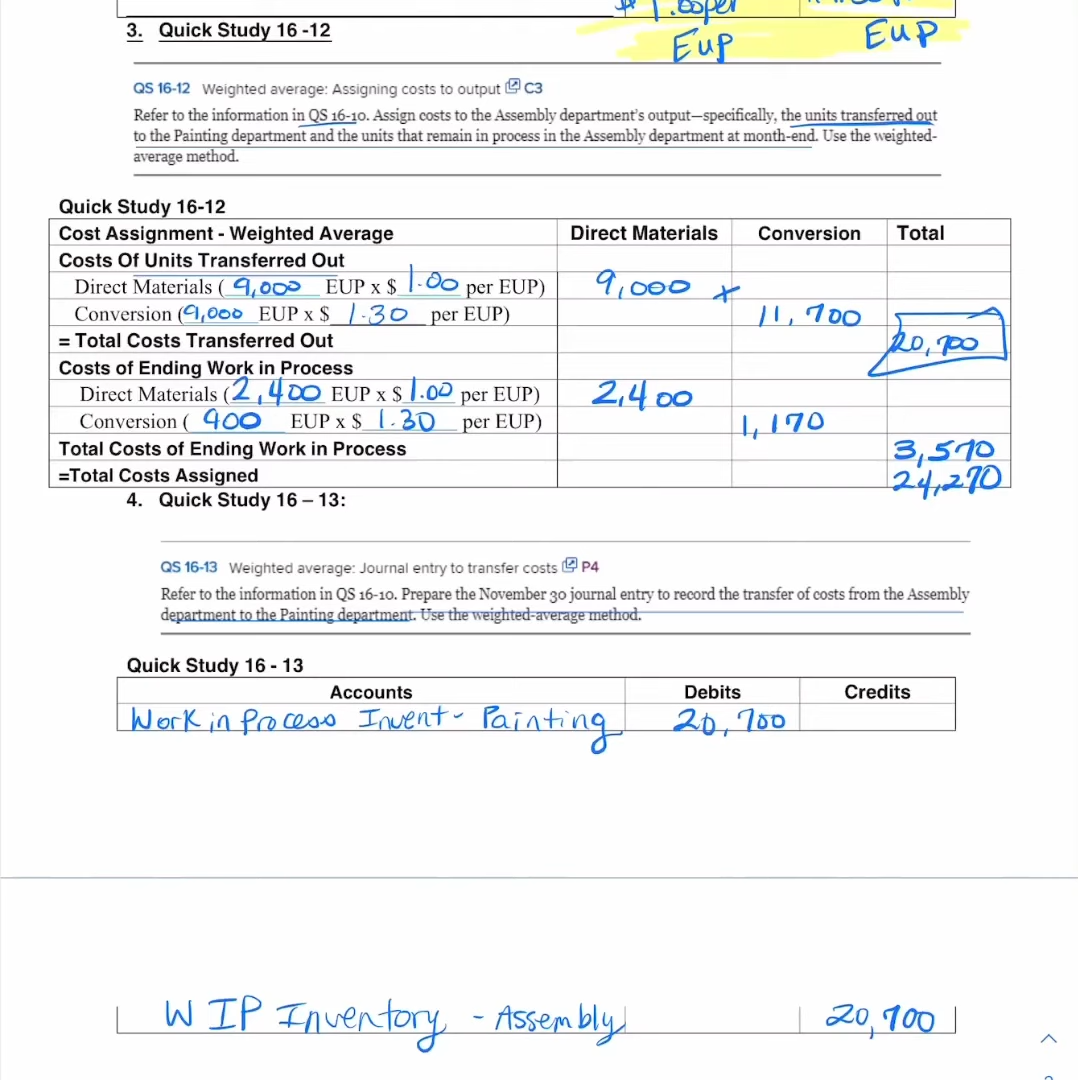 $ 1.00per
EUP EUP
3. Quick Study 16 -12
QS 16-12 Weighted average: Assigning costs to output C3
Refer to the information in QS 16-10. Assign costs to the Assembly department's output—specifically, the units transferred out
to the Painting department and the units that remain in process in the Assembly department at month-end. Use the weighted-
average method.
Quick Study 16-12
Cost Assignment - Weighted Average Direct Materials Conversion Total
Costs Of Units Transferred Out
Direct Materials ( 9,000 EUP x $ 1.00 per EUP) 9,000 +
Conversion (9,000 EUP x $ 1.30 per EUP) 11,700
= Total Costs Transferred Out 20,700
Costs of Ending Work in Process
Direct Materials (2,400 EUP x $ 1.00 per EUP) 2,400
Conversion ( 900 EUP x $ 1.30 per EUP) 1,170
Total Costs of Ending Work in Process 3,570
=Total Costs Assigned 24,270
4. Quick Study 16 – 13:
QS 16-13 Weighted average: Journal entry to transfer costs P4
Refer to the information in QS 16-10. Prepare the November 30 journal entry to record the transfer of costs from the Assembly
department to the Painting department. Use the weighted-average method.
Quick Study 16 - 13
Accounts Debits Credits
Work in Process Invent- Painting 20,700
WIP Inventory - Assembly 20,700